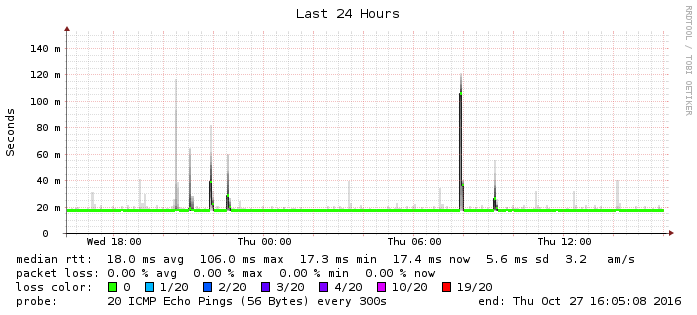 Last 24 Hours
RRDTOOL / TOBI OETIKER
Seconds
140 m
120 m
100 m
80 m
60 m
40 m
20 m
0
Wed 18:00 Thu 00:00 Thu 06:00 Thu 12:00
median rtt: 18.0 ms avg 106.0 ms max 17.3 ms min 17.4 ms now 5.6 ms sd 3.2 am/s
packet loss: 0.00 % avg 0.00 % max 0.00 % min 0.00 % now
loss color: 0 1/20 2/20 3/20 4/20 10/20 19/20
probe: 20 ICMP Echo Pings (56 Bytes) every 300s end: Thu Oct 27 16:05:08 2016